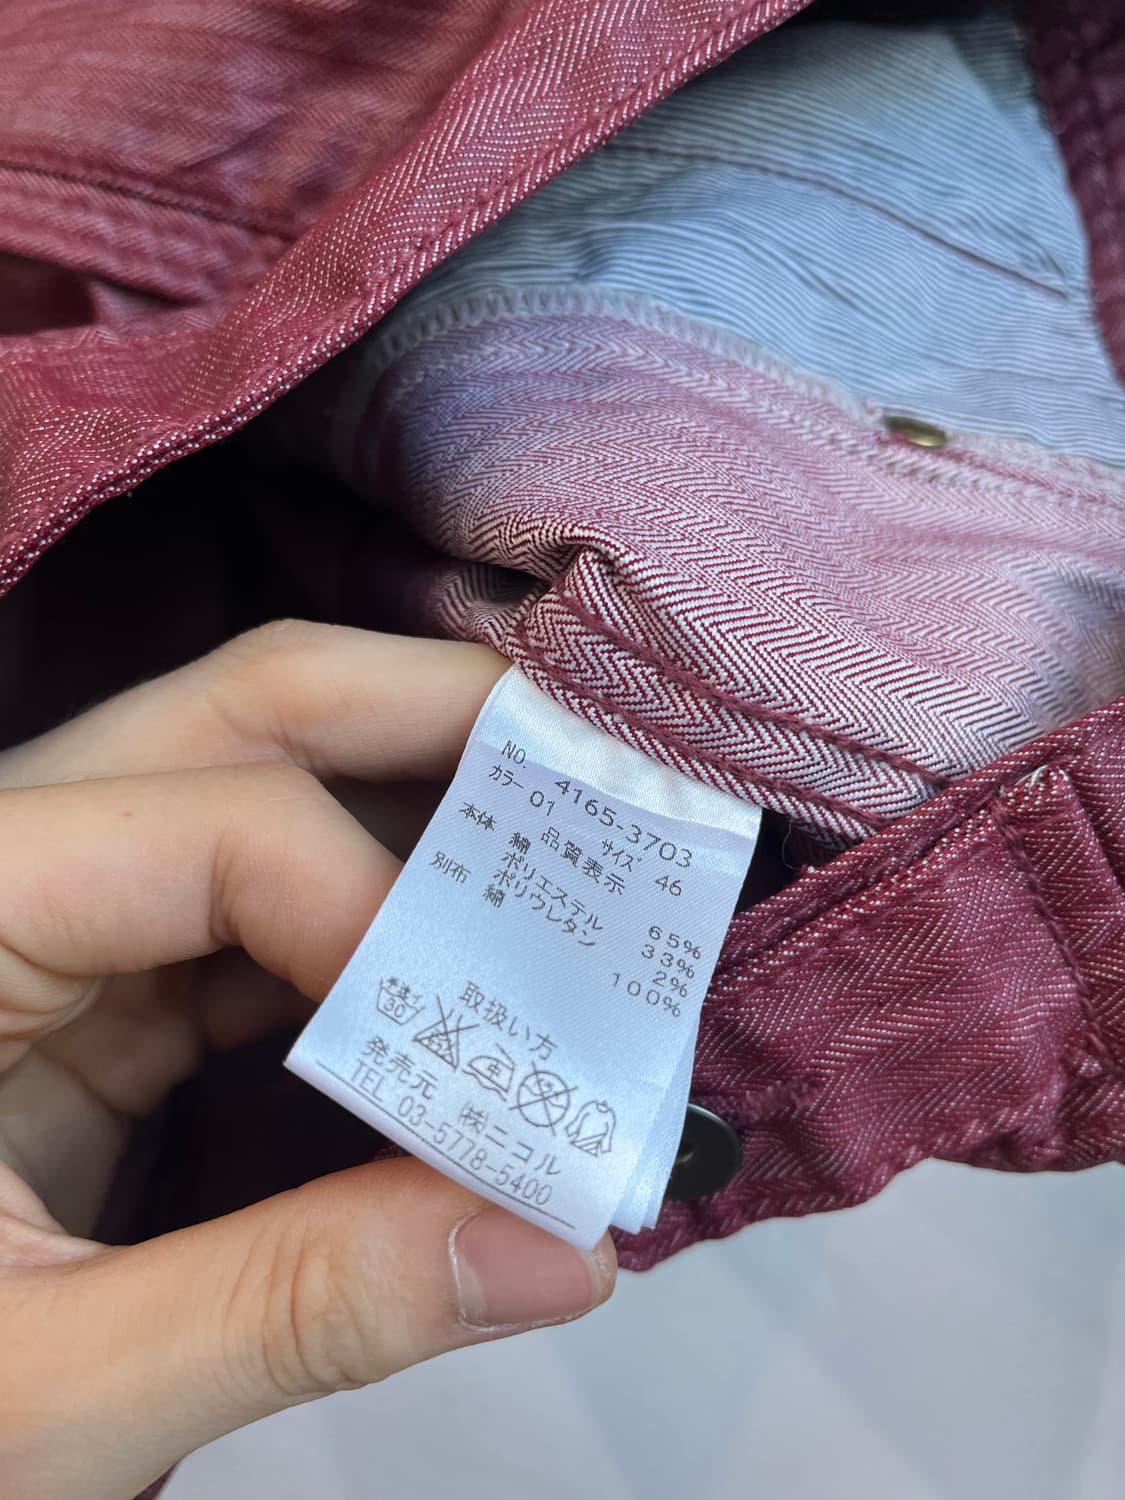 NO. 4165-3703
カラー 01 サイズ 46
品質表示
本体 綿 65%
ポリエステル 33%
ポリウレタン 2%
別布 綿 100%
取扱い方
30
発売元 ㈱ニコル
TEL 03-5778-5400